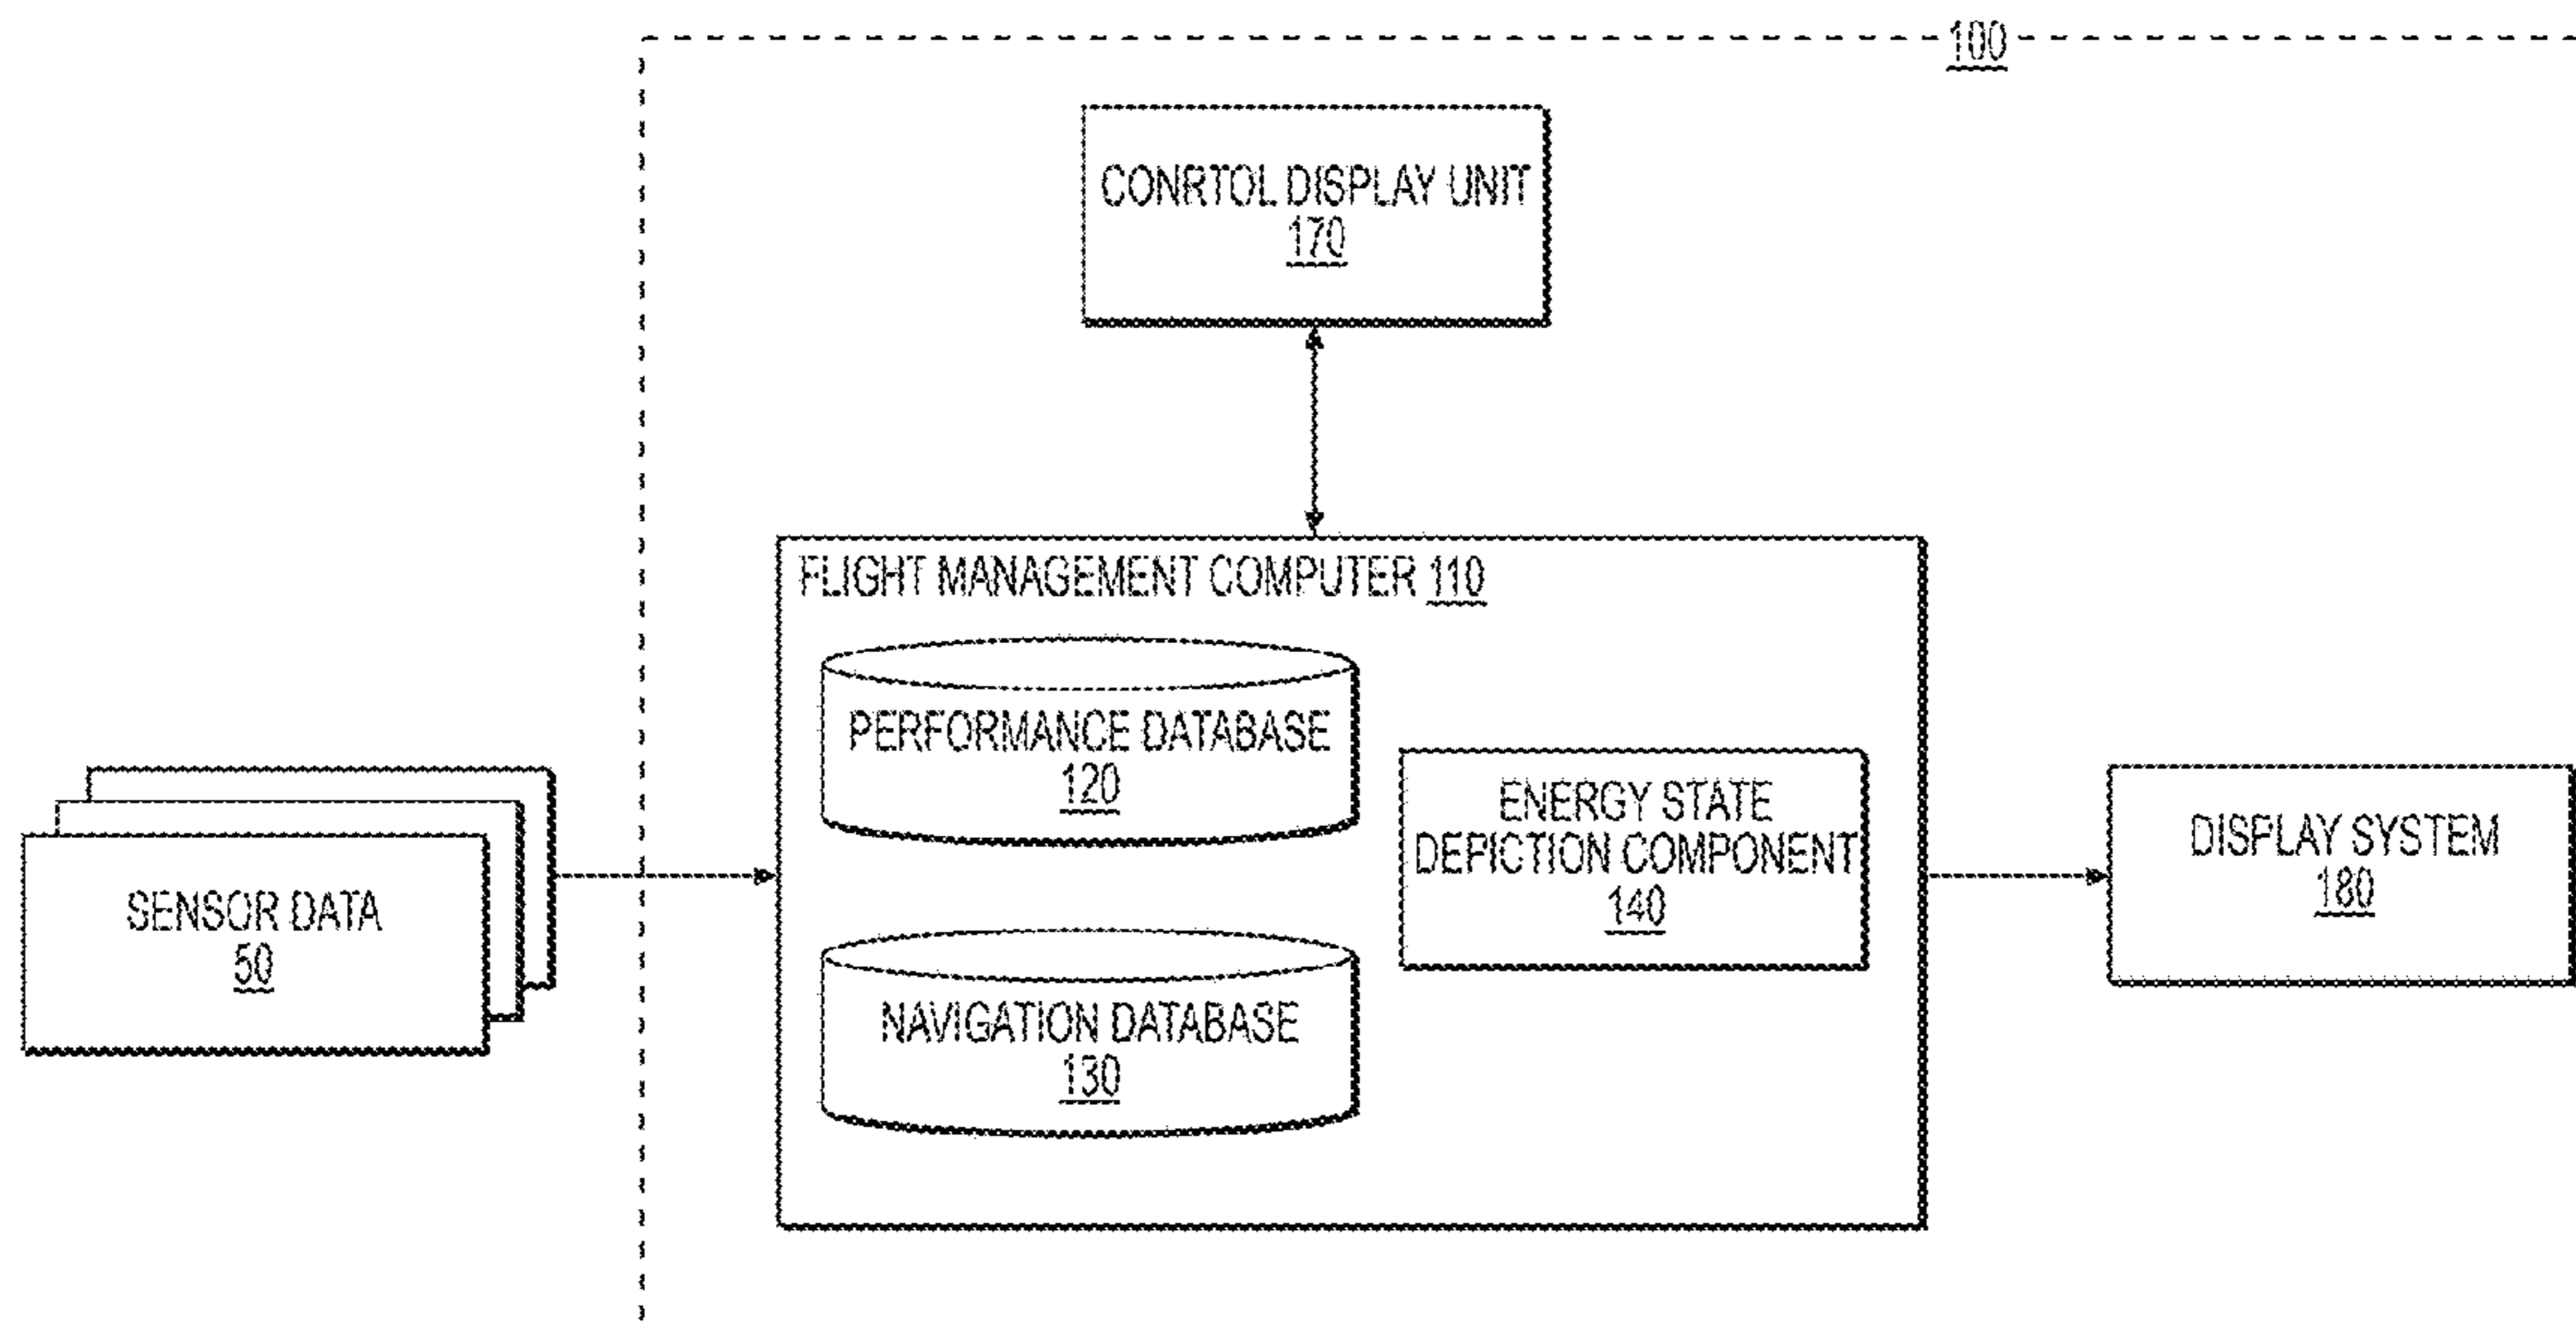 100
CONRTOL DISPLAY UNIT
170
FLIGHT MANAGEMENT COMPUTER 110
PERFORMANCE DATABASE
120
ENERGY STATE
DEPICTION COMPONENT
140
NAVIGATION DATABASE
130
SENSOR DATA
50
DISPLAY SYSTEM
180